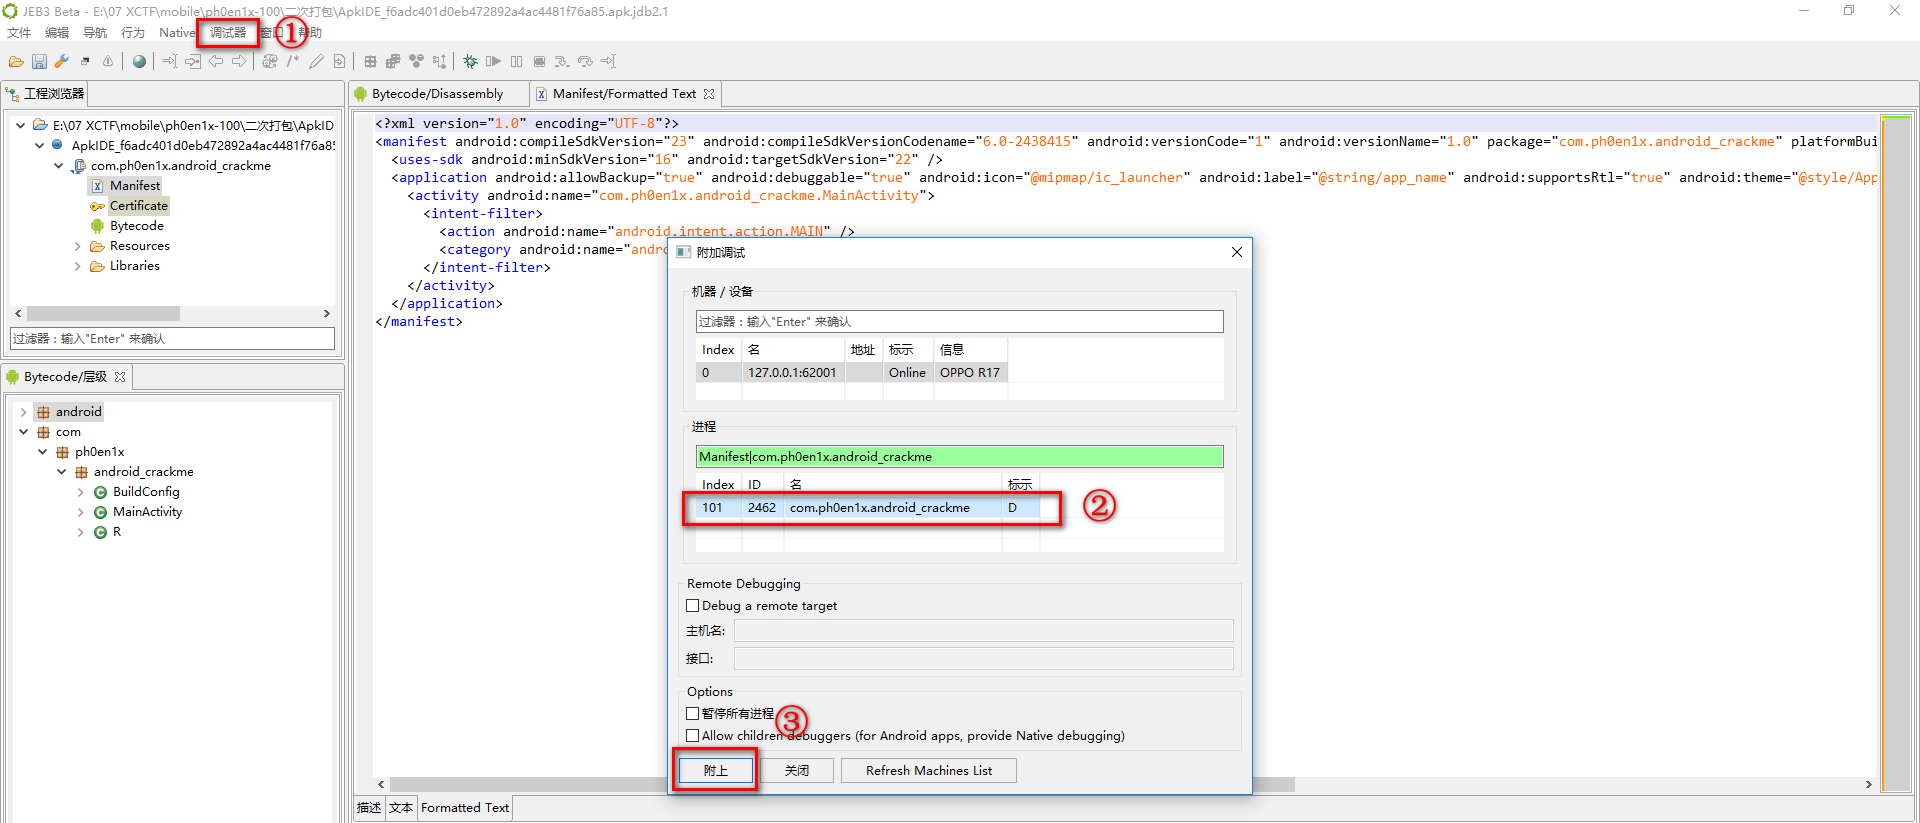 JEB3 Beta - E:\07 XCTF\mobile\ph0en1x-100\二次打包\ApkIDE_f6adc401d0eb472892a4ac4481f76a85.apk.jdb2.1
文件 编辑 导航 行为 Native 调试器 窗口 帮助
①
工程浏览器
E:\07 XCTF\mobile\ph0en1x-100\二次打包\ApkID
ApkIDE_f6adc401d0eb472892a4ac4481f76a85
com.ph0en1x.android_crackme
Manifest
Certificate
Bytecode
Resources
Libraries
过滤器：输入"Enter" 来确认
Bytecode/层级
android
com
ph0en1x
android_crackme
BuildConfig
MainActivity
R
Bytecode/Disassembly
Manifest/Formatted Text
<?xml version="1.0" encoding="UTF-8"?>
<manifest android:compileSdkVersion="23" android:compileSdkVersionCodename="6.0-2438415" android:versionCode="1" android:versionName="1.0" package="com.ph0en1x.android_crackme" platformBui
<uses-sdk android:minSdkVersion="16" android:targetSdkVersion="22" />
<application android:allowBackup="true" android:debuggable="true" android:icon="@mipmap/ic_launcher" android:label="@string/app_name" android:supportsRtl="true" android:theme="@style/App
<activity android:name="com.ph0en1x.android_crackme.MainActivity">
<intent-filter>
<action android:name="android.intent.action.MAIN" />
<category android:name="andro
</intent-filter>
</activity>
</application>
</manifest>
附加调试
机器 / 设备
过滤器：输入"Enter" 来确认
Index 名 地址 标示 信息
0 127.0.0.1:62001 Online OPPO R17
进程
Manifest|com.ph0en1x.android_crackme
Index ID 名 标示
101 2462 com.ph0en1x.android_crackme D
②
Remote Debugging
Debug a remote target
主机名:
接口:
Options
暂停所有进程
③
Allow children debuggers (for Android apps, provide Native debugging)
附上 关闭 Refresh Machines List
描述 文本 Formatted Text